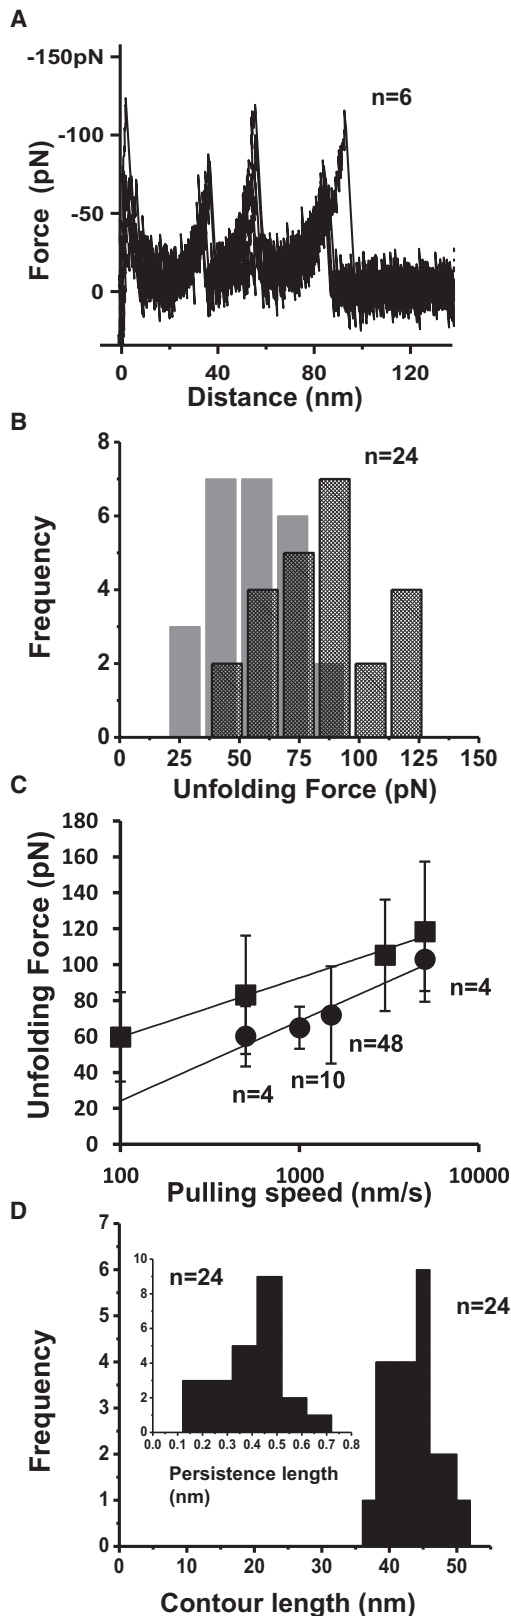 A
-150pN
n=6
-100
-50
0
Force (pN)
0 40 80 120
Distance (nm)
B
8
n=24
6
4
2
0
Frequency
0 25 50 75 100 125 150
Unfolding Force (pN)
C
180
160
140
120
100
80
60
40
20
0
Unfolding Force (pN)
n=4
n=48
n=10
n=4
100 1000 10000
Pulling speed (nm/s)
D
7
6
5
4
3
2
1
0
Frequency
10
8
6
4
2
0
n=24
n=24
0.0 0.1 0.2 0.3 0.4 0.5 0.6 0.7 0.8
Persistence length
(nm)
0 10 20 30 40 50
Contour length (nm)